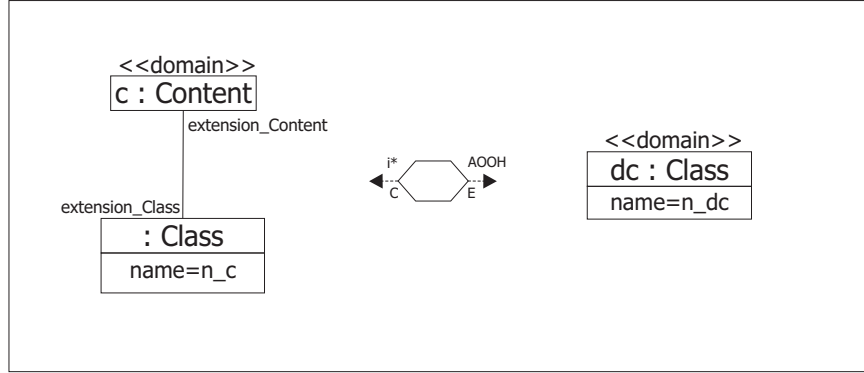 <<domain>>
c : Content
extension_Content
extension_Class
: Class
name=n_c
i*
AOOH
C
E
<<domain>>
dc : Class
name=n_dc